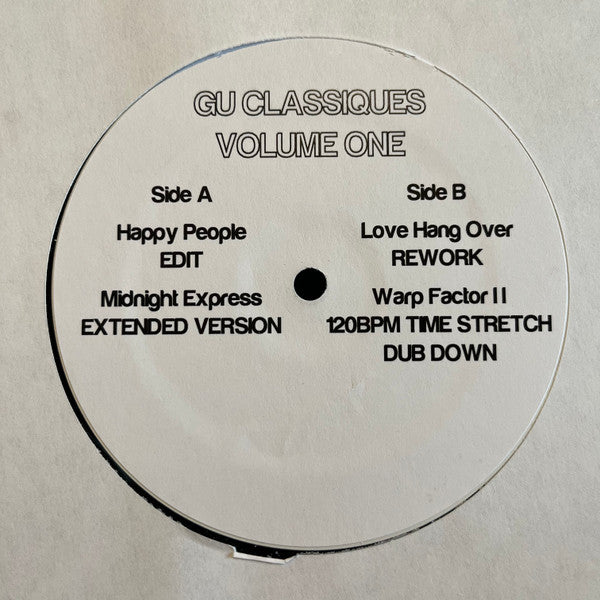 GU CLASSIQUES
VOLUME ONE
Side A
Happy People
EDIT
Midnight Express
EXTENDED VERSION
Side B
Love Hang Over
REWORK
Warp Factor II
120BPM TIME STRETCH
DUB DOWN